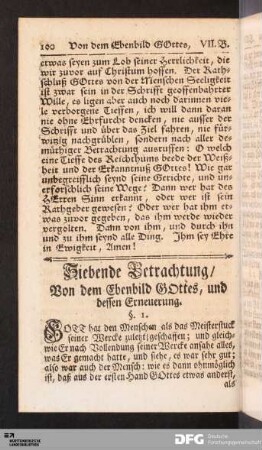 100 Von dem Ebenbild GOttes, VII. B.
etwas seyen zum Lob seiner Herrlichkeit, die
wir zuvor auf Christum hoffen. Der Rath-
schluß GOttes von der Menschen Seeligkeit
ist zwar sein in der Schrifft geoffenbahrter
Wille, es ligen aber auch noch darinnen vie-
le verborgene Tieffen, ich will dann daran
nie ohne Ehrfurcht dencken, nie ausser der
Schrifft und über das Ziel fahren, nie für-
witzig nachgrüblen, sondern nach aller de-
müthiger Betrachtung ausruffen: O welch
eine Tieffe des Reichthums beede der Weiß-
heit und der Erkanntnuß GOttes! Wie gar
unbegreifflich seynd seine Gerichte, und uns
erforschlich seine Wege! Dann wer hat des
HErren Sinn erkannt, oder wer ist sein
Rathgeber gewesen? Oder wer hat ihm et-
was zuvor gegeben, das ihm werde wieder
vergolten. Dann von ihm, und durch ihn
und zu ihm seynd alle Ding. Ihm sey Ehre
in Ewigkeit, Amen!
Siebende Betrachtung/
Von dem Ebenbild GOttes, und
dessen Erneuerung.
§. 1.
GOTT hat den Menschen als das Meisterstuck
seiner Wercke zuletzt geschaffen; und gleich-
wie Er nach Vollendung seiner Wercke ansahe alles,
was Er gemacht hatte, und siehe, es war sehr gut;
also war auch der Mensch: wie es dann ohnmöglich
ist, daß aus der ersten Hand GOttes etwas anders,
als
WÜRTTEMBERGISCHE
LANDESBIBLIOTHEK
DFG Deutsche
Forschungsgemeinschaft